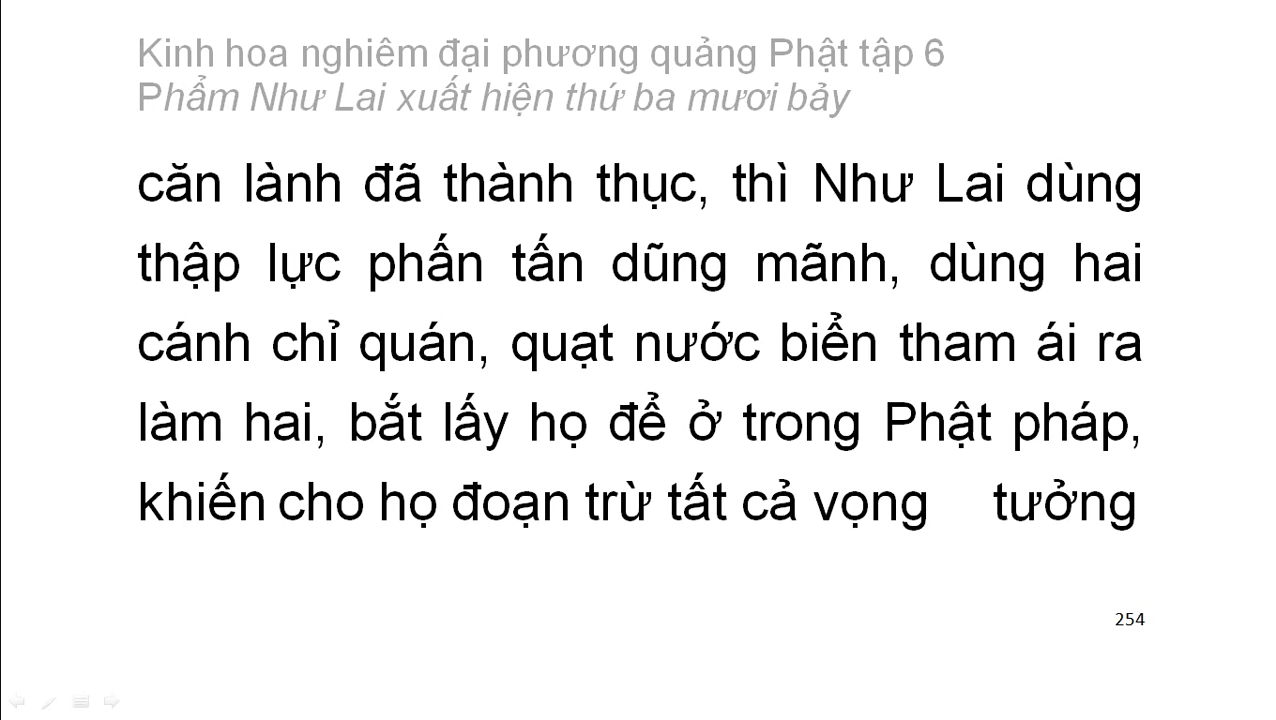 Kinh hoa nghiêm đại phương quảng Phật tập 6
Phẩm Như Lai xuất hiện thứ ba mươi bảy
căn lành đã thành thục, thì Như Lai dùng
thập lực phấn tấn dũng mãnh, dùng hai
cánh chỉ quán, quạt nước biển tham ái ra
làm hai, bắt lấy họ để ở trong Phật pháp,
khiến cho họ đoạn trừ tất cả vọng tưởng
254